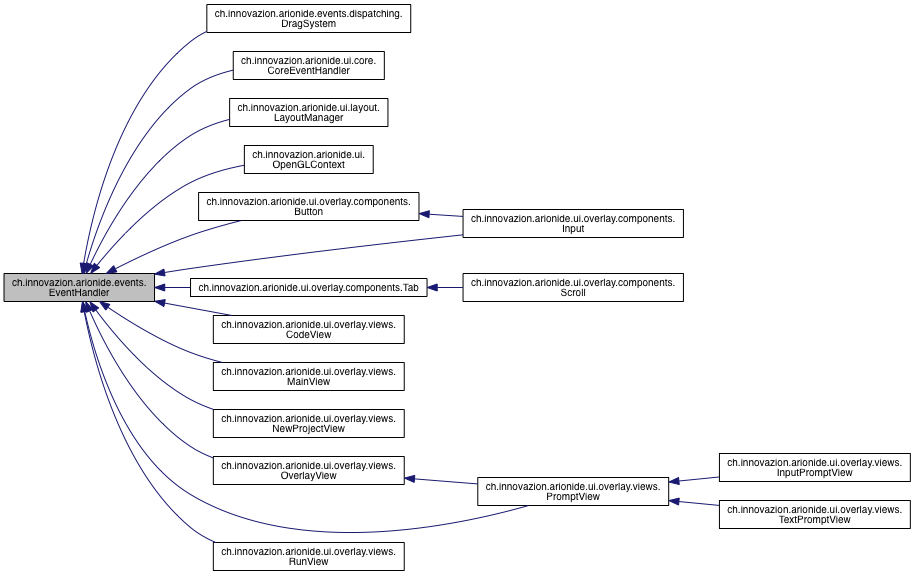 ch.innovazion.arionide.events.dispatching.
DragSystem
ch.innovazion.arionide.ui.core.
CoreEventHandler
ch.innovazion.arionide.ui.layout.
LayoutManager
ch.innovazion.arionide.ui.
OpenGLContext
ch.innovazion.arionide.ui.overlay.components.
Button
ch.innovazion.arionide.ui.overlay.components.
Input
ch.innovazion.arionide.events.
EventHandler
ch.innovazion.arionide.ui.overlay.components.Tab
ch.innovazion.arionide.ui.overlay.components.
Scroll
ch.innovazion.arionide.ui.overlay.views.
CodeView
ch.innovazion.arionide.ui.overlay.views.
MainView
ch.innovazion.arionide.ui.overlay.views.
NewProjectView
ch.innovazion.arionide.ui.overlay.views.
OverlayView
ch.innovazion.arionide.ui.overlay.views.
PromptView
ch.innovazion.arionide.ui.overlay.views.
InputPromptView
ch.innovazion.arionide.ui.overlay.views.
TextPromptView
ch.innovazion.arionide.ui.overlay.views.
RunView